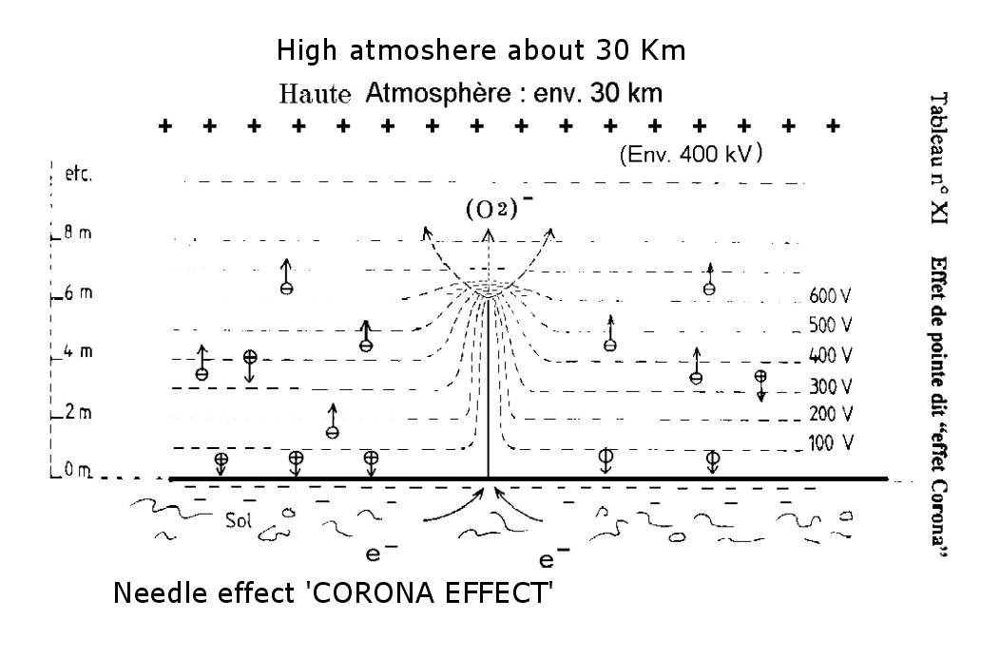 High atmoshere about 30 Km
Haute Atmosphère : env. 30 km
+ + + + + + + + + + + + + + + +
(Env. 400 kV)
etc.
(O2)⁻
8 m
6 m
600 V
500 V
4 m
400 V
300 V
2 m
200 V
100 V
0 m
Sol
e⁻
e⁻
Needle effect 'CORONA EFFECT'
Tableau n° XI Effet de pointe dit “effet Corona”